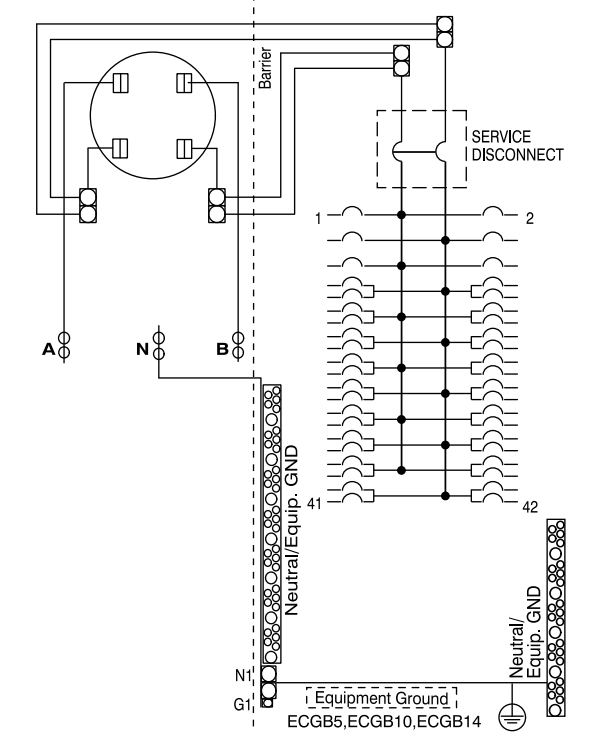 Barrier
SERVICE
DISCONNECT
1
2
A
N
B
41
42
Neutral/Equip. GND
Neutral/
Equip. GND
N1
G1
Equipment Ground
ECGB5,ECGB10,ECGB14